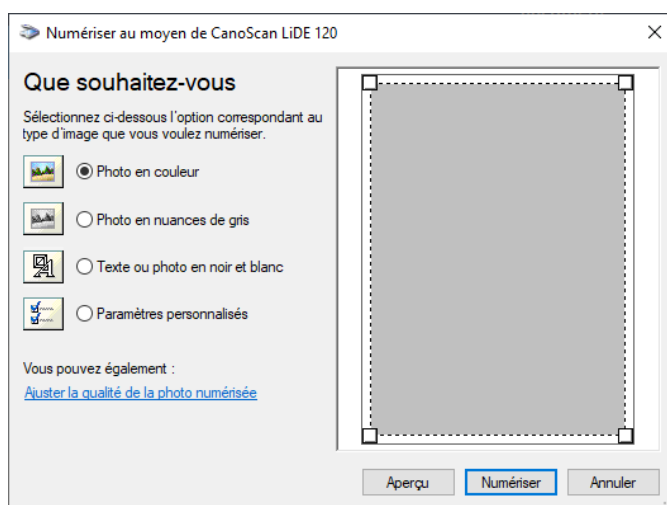 Numériser au moyen de CanoScan LiDE 120
Que souhaitez-vous
Sélectionnez ci-dessous l'option correspondant au
type d'image que vous voulez numériser.
Photo en couleur
Photo en nuances de gris
Texte ou photo en noir et blanc
Paramètres personnalisés
Vous pouvez également :
Ajuster la qualité de la photo numérisée
Aperçu
Numériser
Annuler